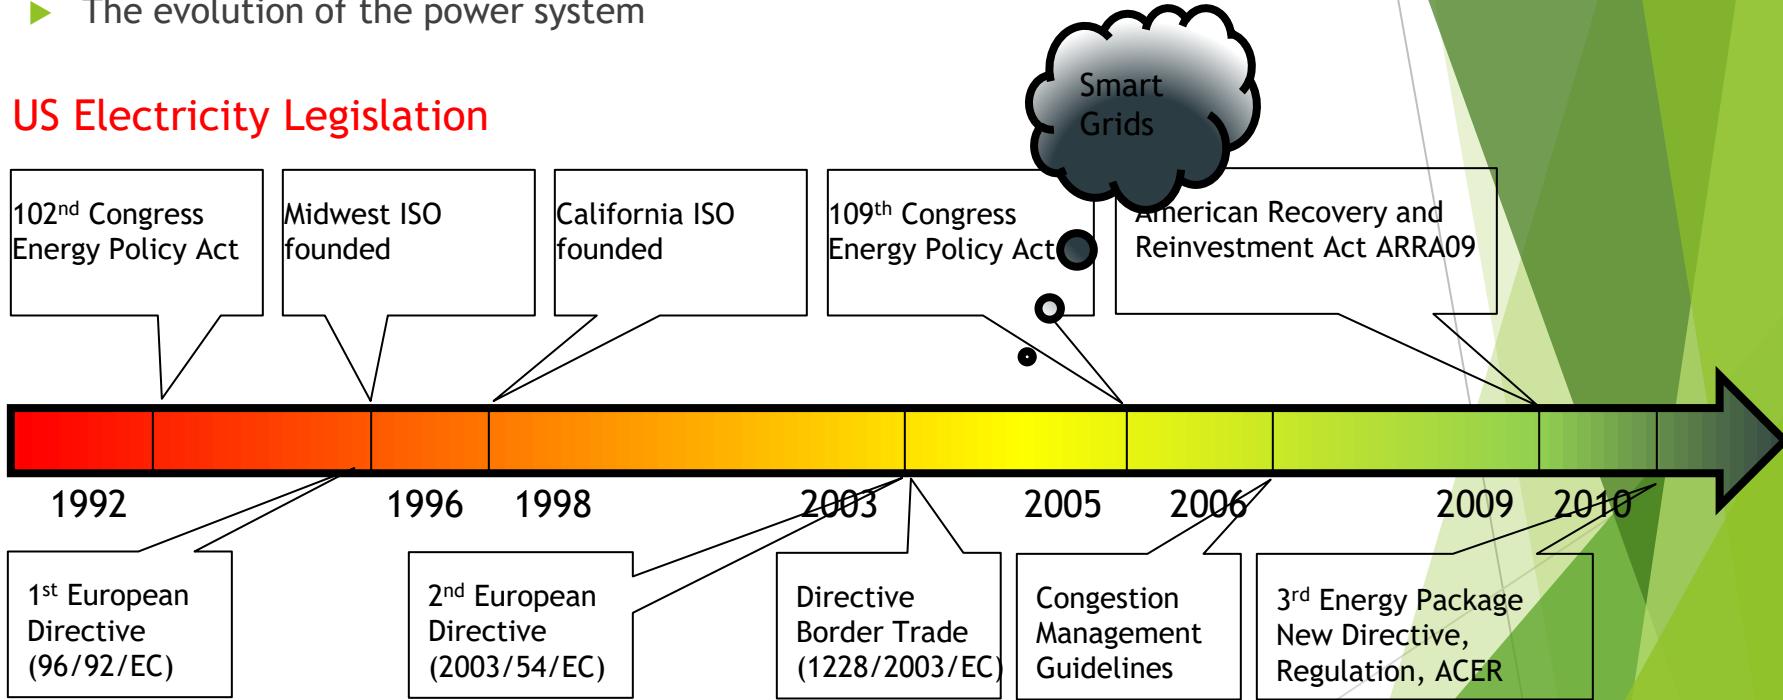 The evolution of the power system
US Electricity Legislation
Smart
Grids
102nd Congress
Energy Policy Act
Midwest ISO
founded
California ISO
founded
109th Congress
Energy Policy Act
American Recovery and
Reinvestment Act ARRA09
1992
1996
1998
2003
2005
2006
2009
2010
1st European
Directive
(96/92/EC)
2nd European
Directive
(2003/54/EC)
Directive
Border Trade
(1228/2003/EC)
Congestion
Management
Guidelines
3rd Energy Package
New Directive,
Regulation, ACER